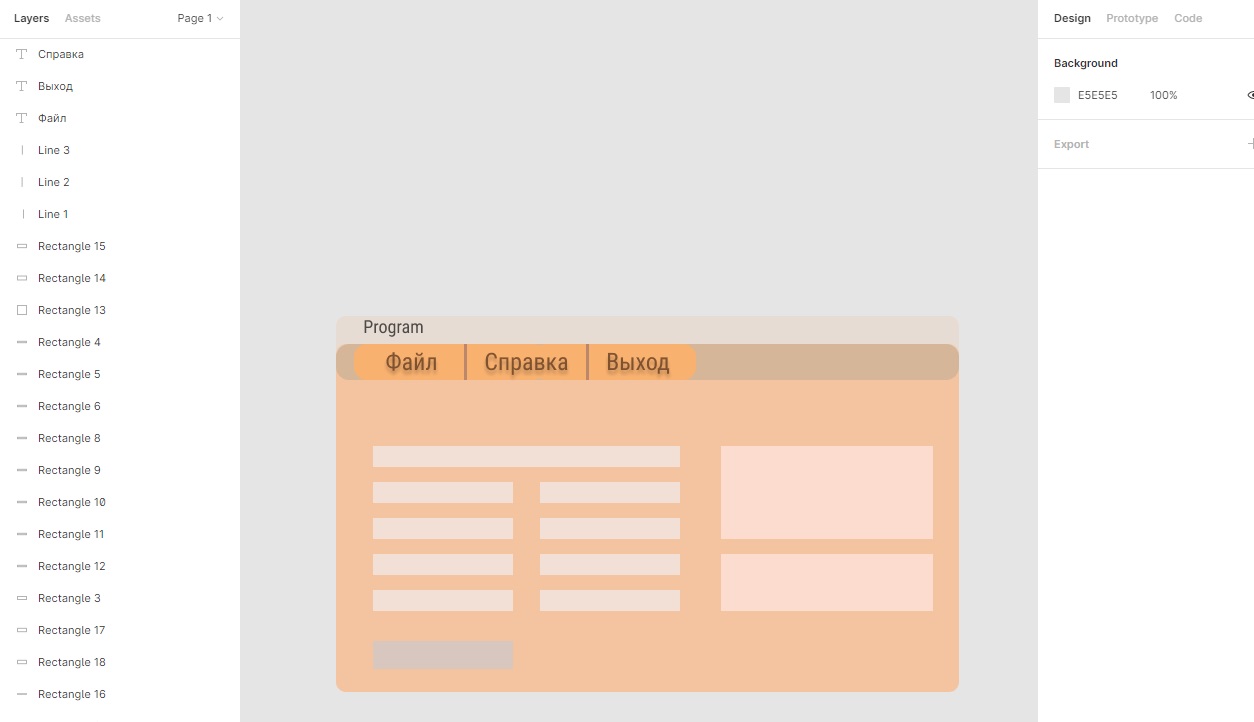 Layers Assets Page 1
Справка
Выход
Файл
Line 3
Line 2
Line 1
Rectangle 15
Rectangle 14
Rectangle 13
Rectangle 4
Rectangle 5
Rectangle 6
Rectangle 8
Rectangle 9
Rectangle 10
Rectangle 11
Rectangle 12
Rectangle 3
Rectangle 17
Rectangle 18
Rectangle 16
Program
Файл Справка Выход
Design Prototype Code
Background
E5E5E5 100%
Export